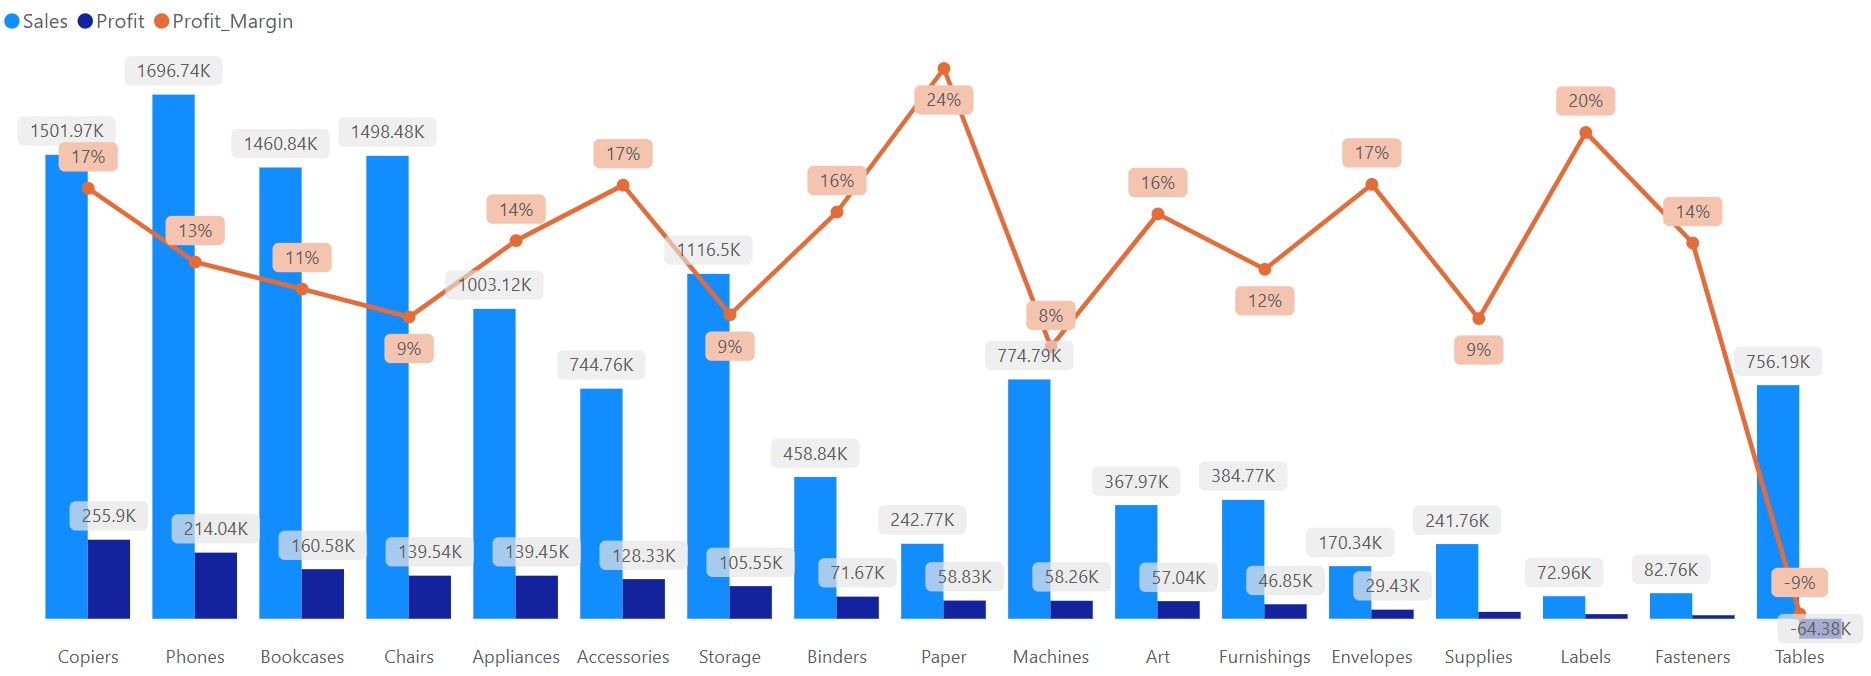 Sales Profit Profit_Margin
1501.97K
1696.74K
1460.84K
1498.48K
1003.12K
744.76K
1116.5K
458.84K
242.77K
774.79K
367.97K
384.77K
170.34K
241.76K
72.96K
82.76K
756.19K
17%
13%
11%
9%
14%
17%
9%
16%
24%
8%
16%
12%
17%
9%
20%
14%
-9%
255.9K
214.04K
160.58K
139.54K
139.45K
128.33K
105.55K
71.67K
58.83K
58.26K
57.04K
46.85K
29.43K
-64.38K
Copiers Phones Bookcases Chairs Appliances Accessories Storage Binders Paper Machines Art Furnishings Envelopes Supplies Labels Fasteners Tables